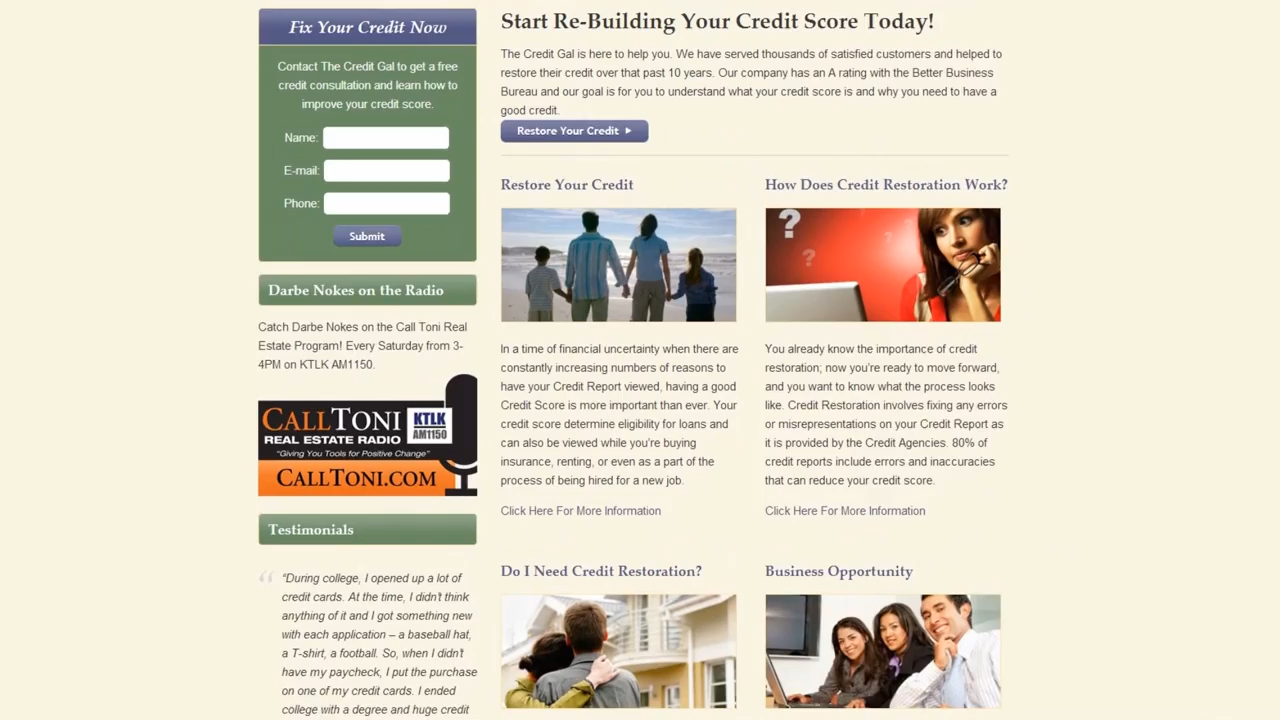 Fix Your Credit Now
Contact The Credit Gal to get a free
credit consultation and learn how to
improve your credit score.
Name:
E-mail:
Phone:
Submit
Darbe Nokes on the Radio
Catch Darbe Nokes on the Call Toni Real
Estate Program! Every Saturday from 3-
4PM on KTLK AM1150.
CALLTONI
KTLK
AM1150
REAL ESTATE RADIO
"Giving You Tools for Positive Change"
CALLTONI.COM
Testimonials
“During college, I opened up a lot of
credit cards. At the time, I didn't think
anything of it and I got something new
with each application – a baseball hat,
a T-shirt, a football. So, when I didn't
have my paycheck, I put the purchase
on one of my credit cards. I ended
college with a degree and huge credit
Start Re-Building Your Credit Score Today!
The Credit Gal is here to help you. We have served thousands of satisfied customers and helped to
restore their credit over that past 10 years. Our company has an A rating with the Better Business
Bureau and our goal is for you to understand what your credit score is and why you need to have a
good credit.
Restore Your Credit
Restore Your Credit
In a time of financial uncertainty when there are
constantly increasing numbers of reasons to
have your Credit Report viewed, having a good
Credit Score is more important than ever. Your
credit score determine eligibility for loans and
can also be viewed while you're buying
insurance, renting, or even as a part of the
process of being hired for a new job.
Click Here For More Information
How Does Credit Restoration Work?
? ? ?
You already know the importance of credit
restoration; now you're ready to move forward,
and you want to know what the process looks
like. Credit Restoration involves fixing any errors
or misrepresentations on your Credit Report as
it is provided by the Credit Agencies. 80% of
credit reports include errors and inaccuracies
that can reduce your credit score.
Click Here For More Information
Do I Need Credit Restoration?
Business Opportunity